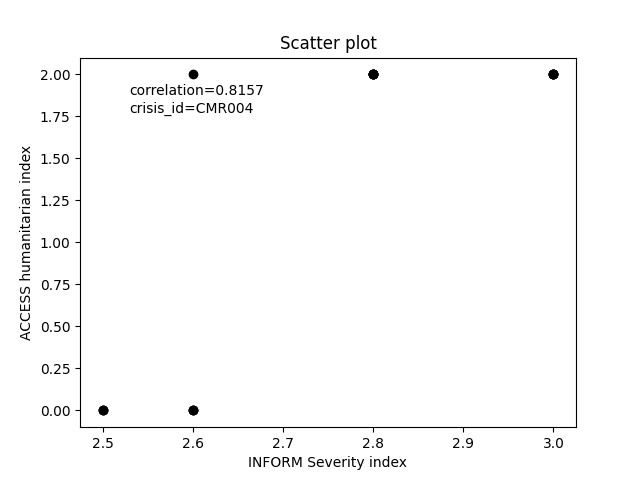 Scatter plot
2.00
correlation=0.8157
crisis_id=CMR004
1.75
1.50
1.25
1.00
0.75
0.50
0.25
0.00
ACCESS humanitarian index
2.5 2.6 2.7 2.8 2.9 3.0
INFORM Severity index